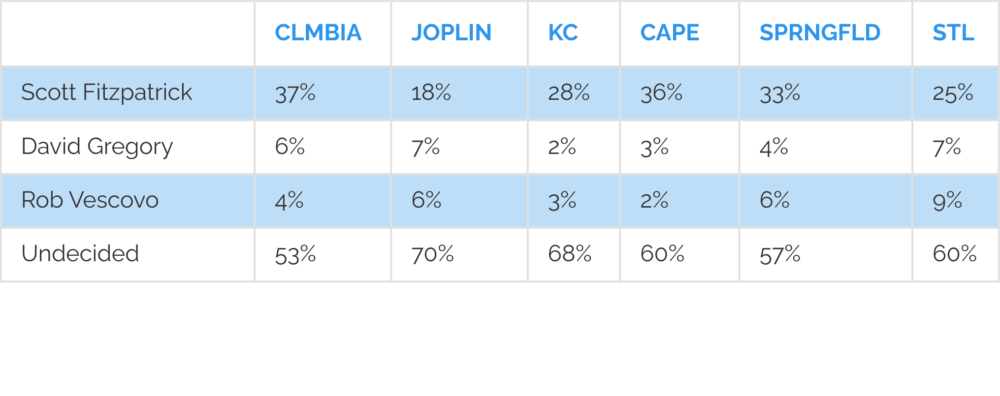 CLMBIA JOPLIN KC CAPE SPRNGFLD STL
Scott Fitzpatrick 37% 18% 28% 36% 33% 25%
David Gregory 6% 7% 2% 3% 4% 7%
Rob Vescovo 4% 6% 3% 2% 6% 9%
Undecided 53% 70% 68% 60% 57% 60%